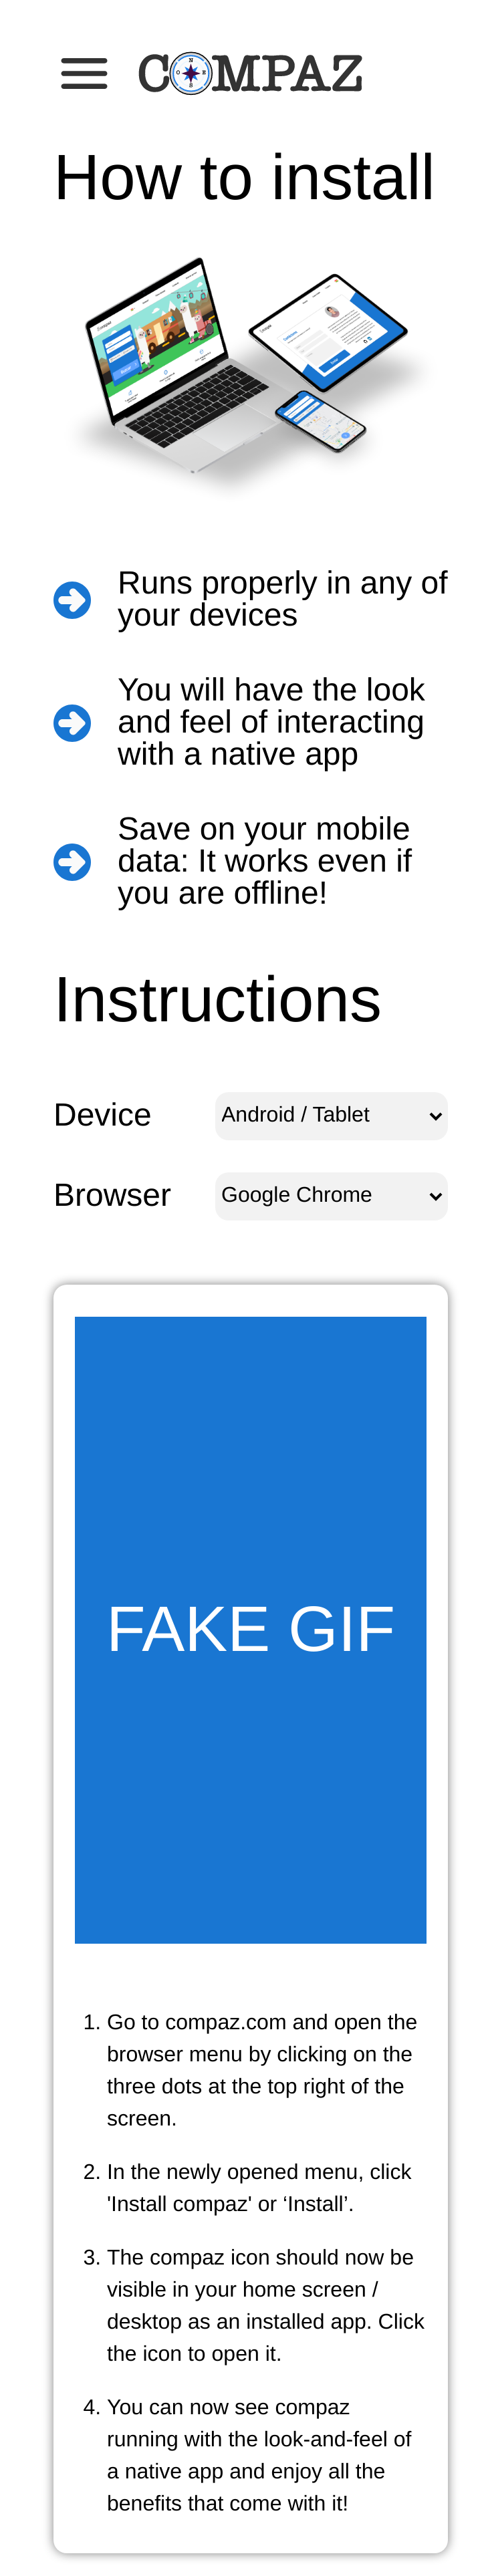 COMPAZ
How to install
Runs properly in any of
your devices
You will have the look
and feel of interacting
with a native app
Save on your mobile
data: It works even if
you are offline!
Instructions
Device
Android / Tablet
Browser
Google Chrome
FAKE GIF
1. Go to compaz.com and open the
browser menu by clicking on the
three dots at the top right of the
screen.
2. In the newly opened menu, click
'Install compaz' or ‘Install’.
3. The compaz icon should now be
visible in your home screen /
desktop as an installed app. Click
the icon to open it.
4. You can now see compaz
running with the look-and-feel of
a native app and enjoy all the
benefits that come with it!